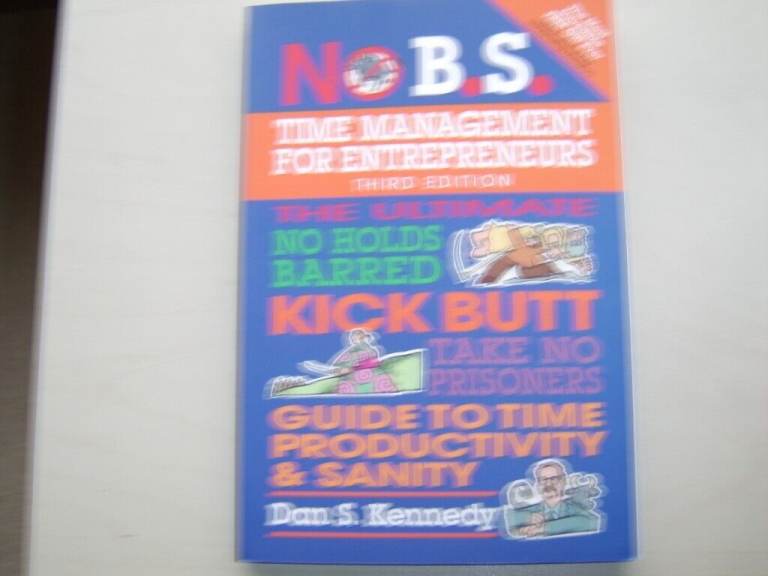 No B.S.
TIME MANAGEMENT
FOR ENTREPRENEURS
THIRD EDITION
THE ULTIMATE
NO HOLDS
BARRED
KICK BUTT
TAKE NO
PRISONERS
GUIDE TO TIME
PRODUCTIVITY
& SANITY
Dan S. Kennedy